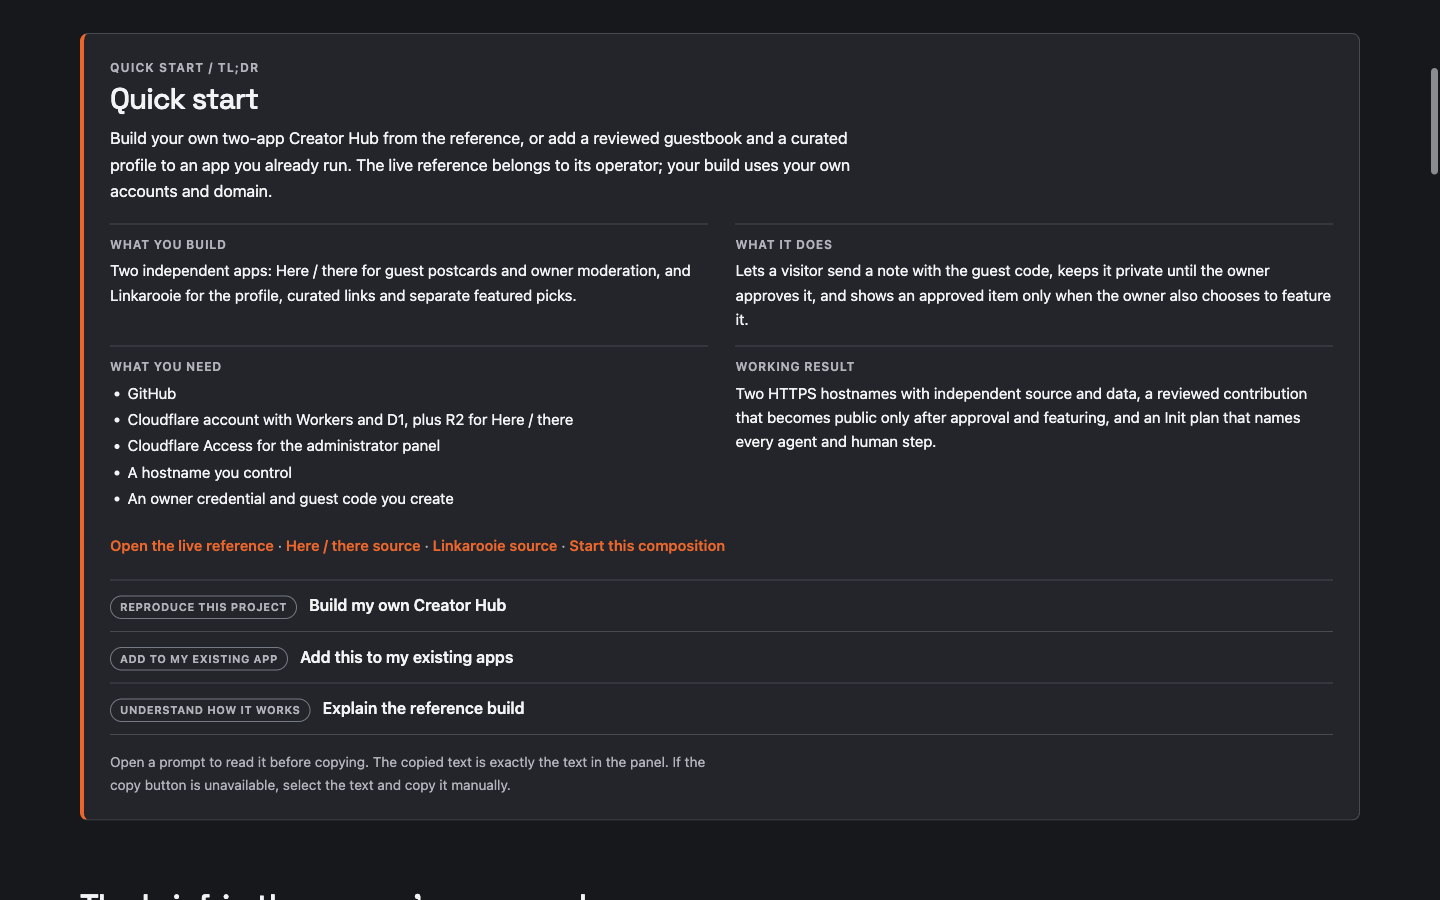 QUICK START / TL;DR
Quick start
Build your own two-app Creator Hub from the reference, or add a reviewed guestbook and a curated
profile to an app you already run. The live reference belongs to its operator; your build uses your own
accounts and domain.
WHAT YOU BUILD
Two independent apps: Here / there for guest postcards and owner moderation, and
Linkarooie for the profile, curated links and separate featured picks.
WHAT IT DOES
Lets a visitor send a note with the guest code, keeps it private until the owner
approves it, and shows an approved item only when the owner also chooses to feature
it.
WHAT YOU NEED
• GitHub
• Cloudflare account with Workers and D1, plus R2 for Here / there
• Cloudflare Access for the administrator panel
• A hostname you control
• An owner credential and guest code you create
WORKING RESULT
Two HTTPS hostnames with independent source and data, a reviewed contribution
that becomes public only after approval and featuring, and an Init plan that names
every agent and human step.
Open the live reference · Here / there source · Linkarooie source · Start this composition
REPRODUCE THIS PROJECT Build my own Creator Hub
ADD TO MY EXISTING APP Add this to my existing apps
UNDERSTAND HOW IT WORKS Explain the reference build
Open a prompt to read it before copying. The copied text is exactly the text in the panel. If the
copy button is unavailable, select the text and copy it manually.